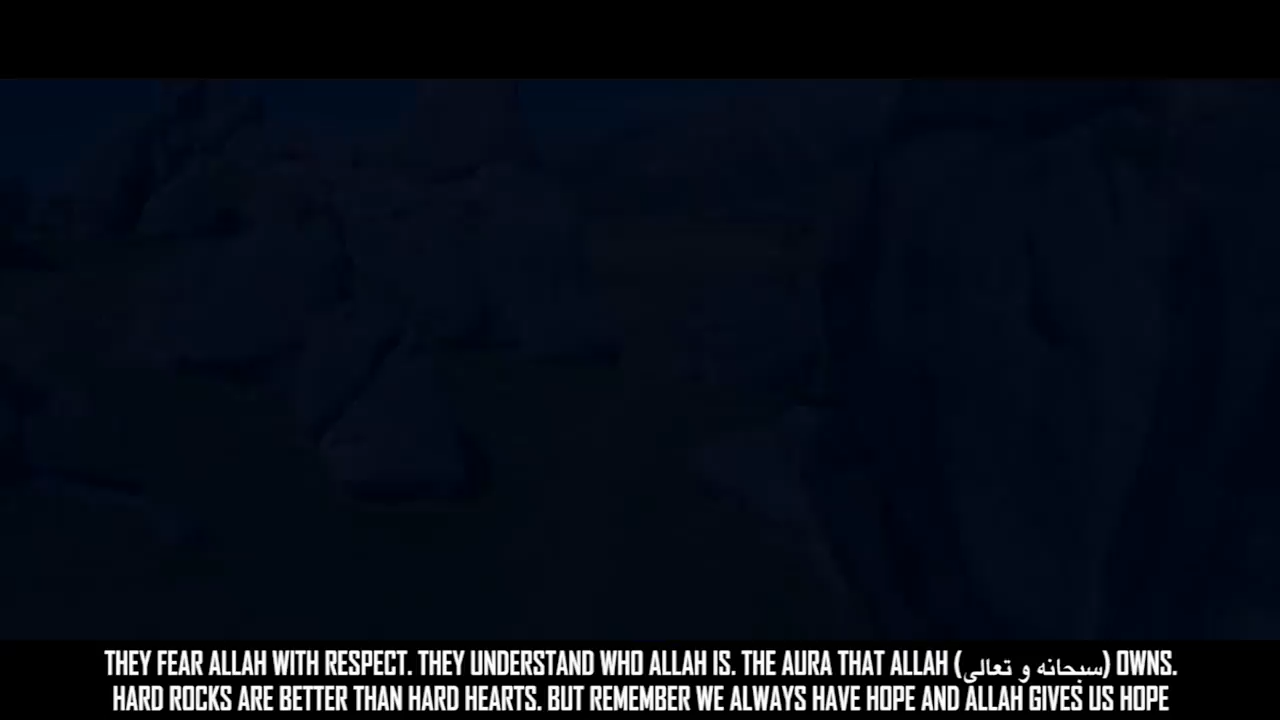 THEY FEAR ALLAH WITH RESPECT. THEY UNDERSTAND WHO ALLAH IS. THE AURA THAT ALLAH (سبحانه و تعالى) OWNS.
HARD ROCKS ARE BETTER THAN HARD HEARTS. BUT REMEMBER WE ALWAYS HAVE HOPE AND ALLAH GIVES US HOPE